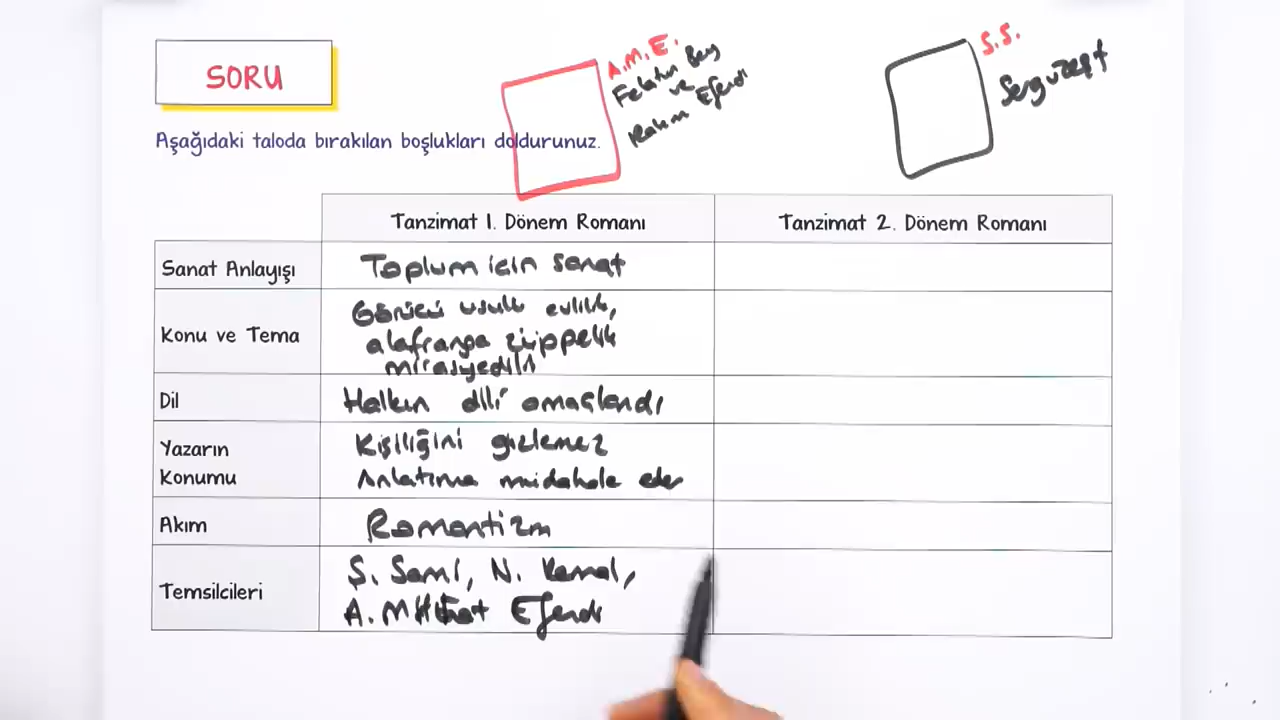 SORU
A.M.E.
Felatun Bey
ve
Rakım Efendi
S.S.
Sergüzeşt
Aşağıdaki taloda bırakılan boşlukları doldurunuz.
Tanzimat 1. Dönem Romanı
Tanzimat 2. Dönem Romanı
Sanat Anlayışı
Toplum için sanat
Konu ve Tema
Görücü usulü evlilik,
alafranga züppelik
mirasyedilik
Dil
Halkın dili amaçlandı
Yazarın
Konumu
Kişiliğini gizlemez
Anlatıma müdahale eder
Akım
Romantizm
Temsilcileri
Ş. Sami, N. Kemal,
A. Mithat Efendi